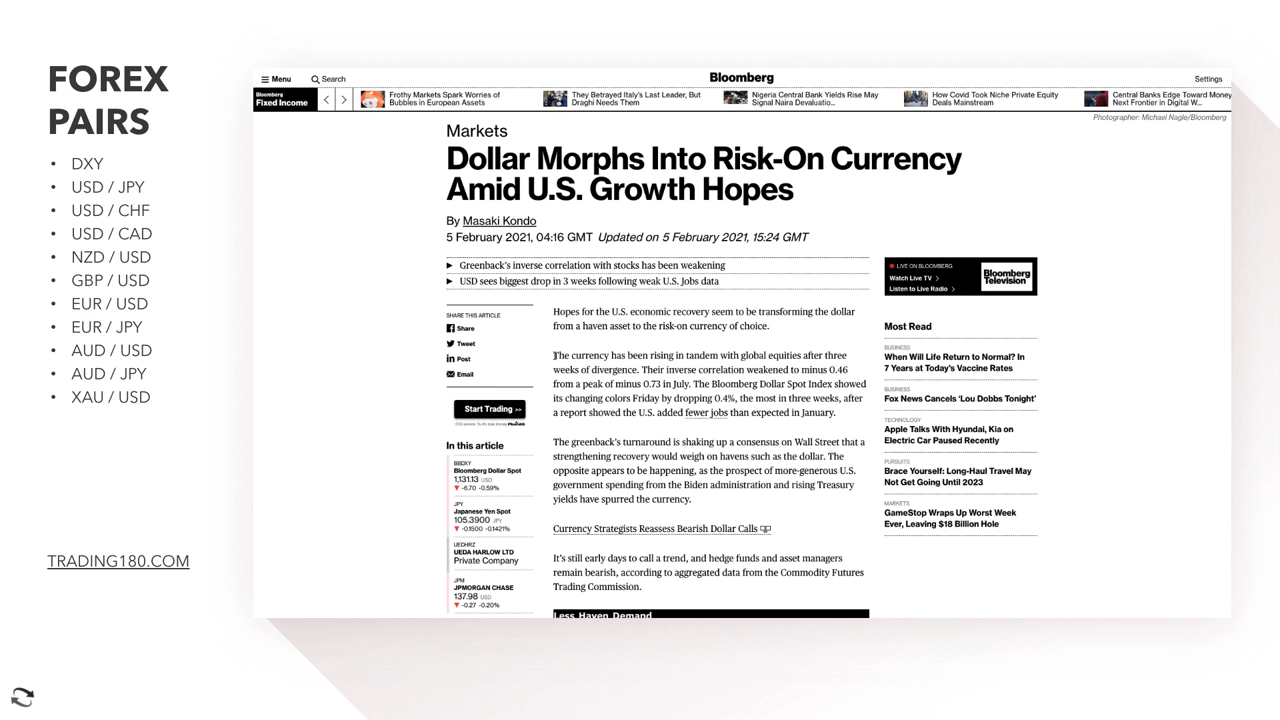 FOREX
PAIRS
• DXY
• USD / JPY
• USD / CHF
• USD / CAD
• NZD / USD
• GBP / USD
• EUR / USD
• EUR / JPY
• AUD / USD
• AUD / JPY
• XAU / USD
TRADING180.COM
Menu
Search
Bloomberg
Settings
Bloomberg
Fixed Income
Frothy Markets Spark Worries of
Bubbles in European Assets
They Betrayed Italy's Last Leader, But
Draghi Needs Them
Nigeria Central Bank Yields Rise May
Signal Naira Devaluatio...
How Covid Took Niche Private Equity
Deals Mainstream
Central Banks Edge Toward Money
Next Frontier in Digital W...
Photographer: Michael Nagle/Bloomberg
Markets
Dollar Morphs Into Risk-On Currency
Amid U.S. Growth Hopes
By Masaki Kondo
5 February 2021, 04:16 GMT Updated on 5 February 2021, 15:24 GMT
Greenback's inverse correlation with stocks has been weakening
USD sees biggest drop in 3 weeks following weak U.S. Jobs data
SHARE THIS ARTICLE
Share
Tweet
Post
Email
Start Trading >>
In this article
BBDXY
Bloomberg Dollar Spot
1,131.13 USD
▼ -6.70 -0.59%
JPY
Japanese Yen Spot
105.3900 JPY
▼ -0.1500 -0.1421%
UEDHRZ
UEDA HARLOW LTD
Private Company
JPM
JPMORGAN CHASE
137.98 USD
▼ -0.27 -0.20%
Hopes for the U.S. economic recovery seem to be transforming the dollar
from a haven asset to the risk-on currency of choice.
The currency has been rising in tandem with global equities after three
weeks of divergence. Their inverse correlation weakened to minus 0.46
from a peak of minus 0.73 in July. The Bloomberg Dollar Spot Index showed
its changing colors Friday by dropping 0.4%, the most in three weeks, after
a report showed the U.S. added fewer jobs than expected in January.
The greenback's turnaround is shaking up a consensus on Wall Street that a
strengthening recovery would weigh on havens such as the dollar. The
opposite appears to be happening, as the prospect of more-generous U.S.
government spending from the Biden administration and rising Treasury
yields have spurred the currency.
Currency Strategists Reassess Bearish Dollar Calls
It's still early days to call a trend, and hedge funds and asset managers
remain bearish, according to aggregated data from the Commodity Futures
Trading Commission.
Less Haven Demand
LIVE ON BLOOMBERG
Watch Live TV >
Listen to Live Radio >
Bloomberg
Television
Most Read
BUSINESS
When Will Life Return to Normal? In
7 Years at Today's Vaccine Rates
BUSINESS
Fox News Cancels 'Lou Dobbs Tonight'
TECHNOLOGY
Apple Talks With Hyundai, Kia on
Electric Car Paused Recently
PURSUITS
Brace Yourself: Long-Haul Travel May
Not Get Going Until 2023
MARKETS
GameStop Wraps Up Worst Week
Ever, Leaving $18 Billion Hole